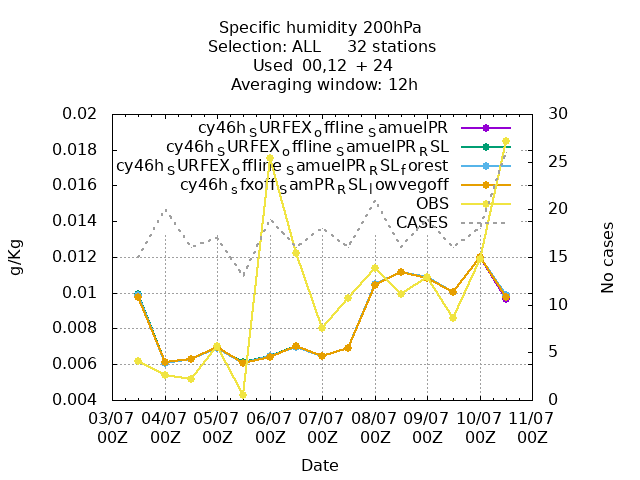 Specific humidity 200hPa
Selection: ALL 32 stations
Used 00,12 + 24
Averaging window: 12h
0.02
0.018
0.016
0.014
0.012
0.01
0.008
0.006
0.004
30
25
20
15
10
5
0
cy46h_SURFEX_offline_SamuelPR
cy46h_SURFEX_offline_SamuelPR_RSL
cy46h_SURFEX_offline_SamuelPR_RSL_forest
cy46h_sfxoff_SamPR_RSL_lowvegoff
OBS
CASES
g/Kg
No cases
03/07 04/07 05/07 06/07 07/07 08/07 09/07 10/07 11/07
00Z 00Z 00Z 00Z 00Z 00Z 00Z 00Z 00Z
Date